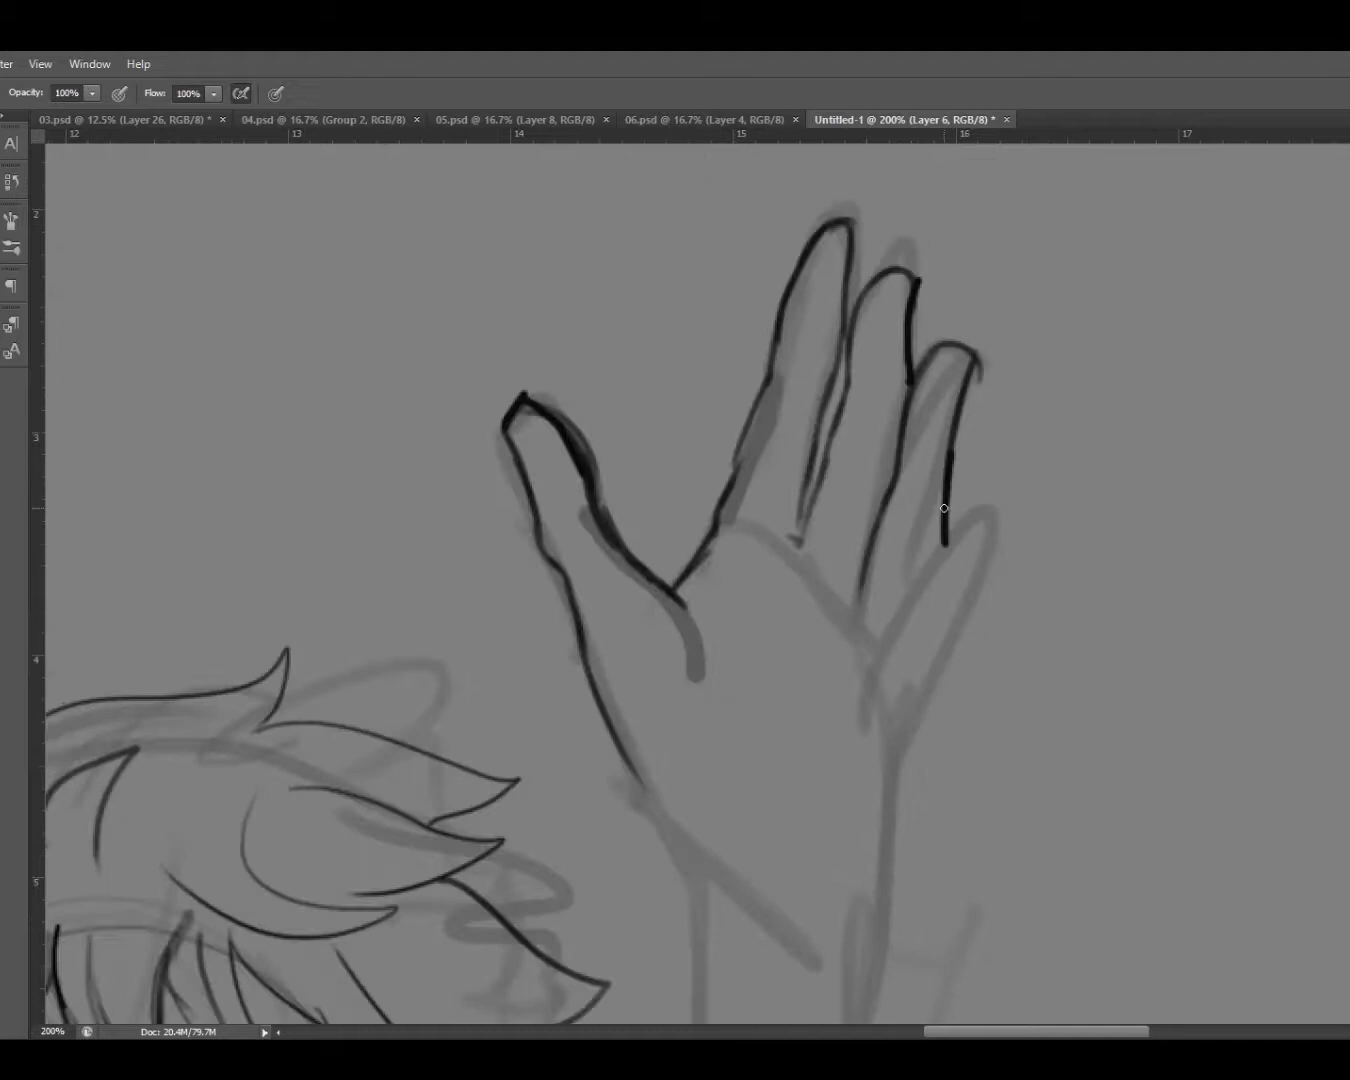 ter View Window Help
Opacity: 100% Flow: 100%
03.psd @ 12.5% (Layer 26, RGB/8) * × 04.psd @ 16.7% (Group 2, RGB/8) × 05.psd @ 16.7% (Layer 8, RGB/8) × 06.psd @ 16.7% (Layer 4, RGB/8) × Untitled-1 @ 200% (Layer 6, RGB/8) * ×
12 13 14 15 16 17
A
2
3
A
4
5
200% Doc: 20.4M/79.7M